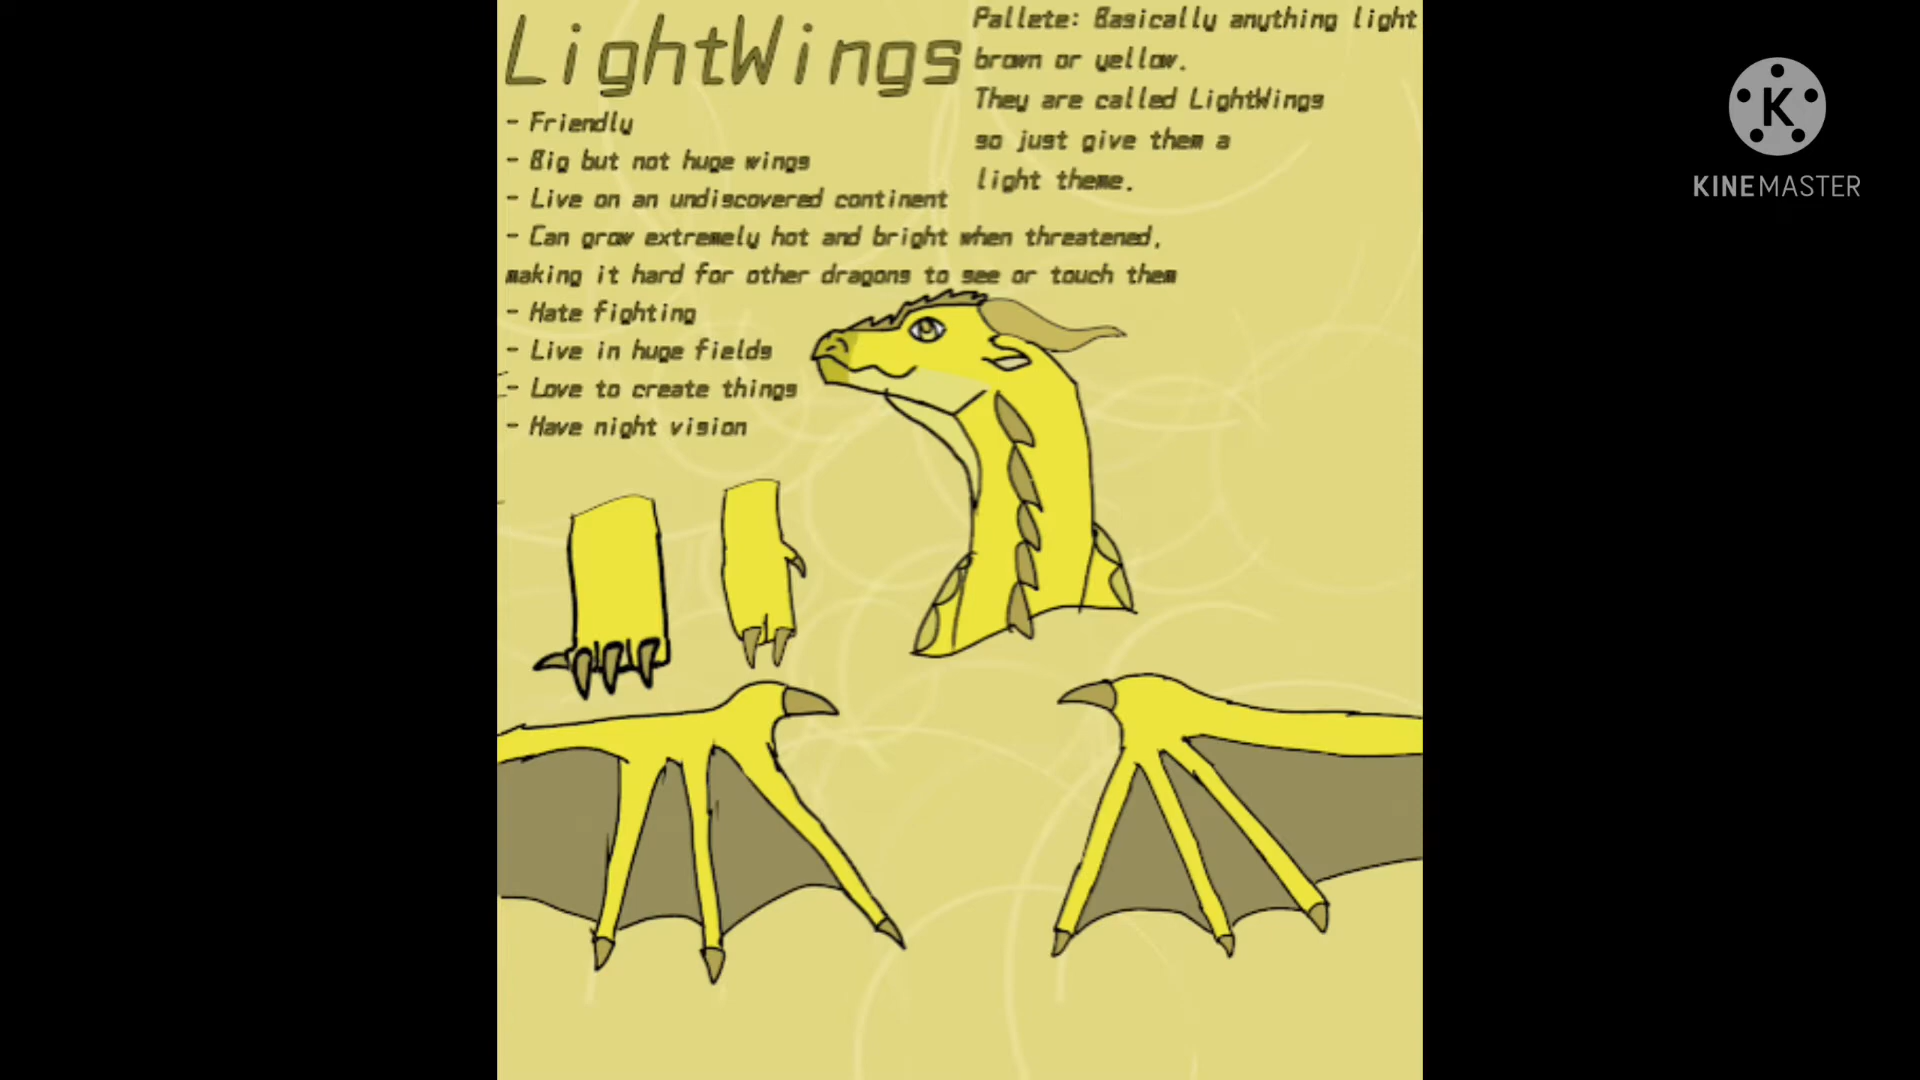 LightWings
- Friendly
- Big but not huge wings
- Live on an undiscovered continent
- Can grow extremely hot and bright when threatened,
making it hard for other dragons to see or touch them
- Hate fighting
- Live in huge fields
- Love to create things
- Have night vision
Pallete: Basically anything light
brown or yellow.
They are called LightWings
so just give them a
light theme.
K
KINEMASTER